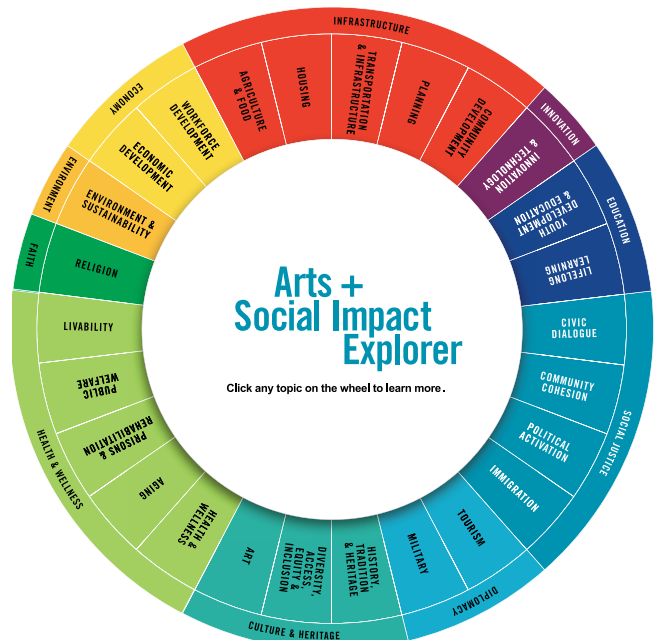 INFRASTRUCTURE
AGRICULTURE
& FOOD
HOUSING
TRANSPORTATION
& INFRASTRUCTURE
PLANNING
COMMUNITY
DEVELOPMENT
INNOVATION
INNOVATION
& TECHNOLOGY
EDUCATION
YOUTH
DEVELOPMENT
& EDUCATION
LIFELONG
LEARNING
SOCIAL JUSTICE
CIVIC
DIALOGUE
COMMUNITY
COHESION
POLITICAL
ACTIVATION
IMMIGRATION
DIPLOMACY
TOURISM
MILITARY
CULTURE & HERITAGE
HISTORY,
TRADITION
& HERITAGE
DIVERSITY,
ACCESS,
EQUITY &
INCLUSION
ART
HEALTH & WELLNESS
HEALTH &
WELLNESS
AGING
PRISONS &
REHABILITATION
PUBLIC
WELFARE
LIVABILITY
FAITH
RELIGION
ENVIRONMENT
ENVIRONMENT &
SUSTAINABILITY
ECONOMY
ECONOMIC
DEVELOPMENT
WORKFORCE
DEVELOPMENT
Arts +
Social Impact
Explorer
Click any topic on the wheel to learn more.